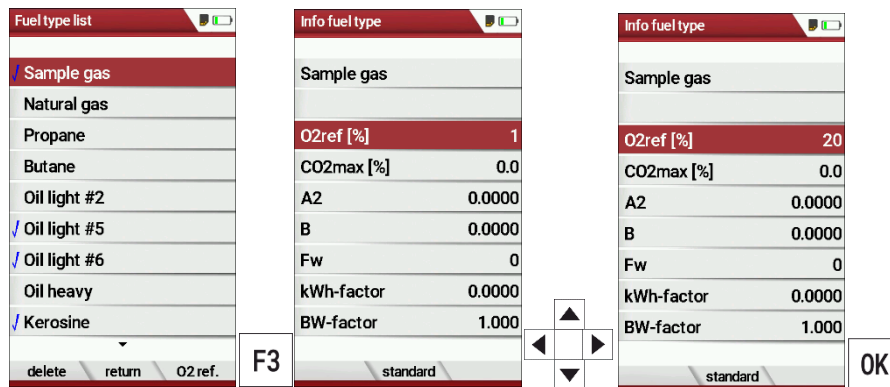 Fuel type list
Sample gas
Natural gas
Propane
Butane
Oil light #2
Oil light #5
Oil light #6
Oil heavy
Kerosine
delete return O2 ref.
F3
Info fuel type
Sample gas
O2ref [%] 1
CO2max [%] 0.0
A2 0.0000
B 0.0000
Fw 0
kWh-factor 0.0000
BW-factor 1.000
standard
Info fuel type
Sample gas
O2ref [%] 20
CO2max [%] 0.0
A2 0.0000
B 0.0000
Fw 0
kWh-factor 0.0000
BW-factor 1.000
standard
OK